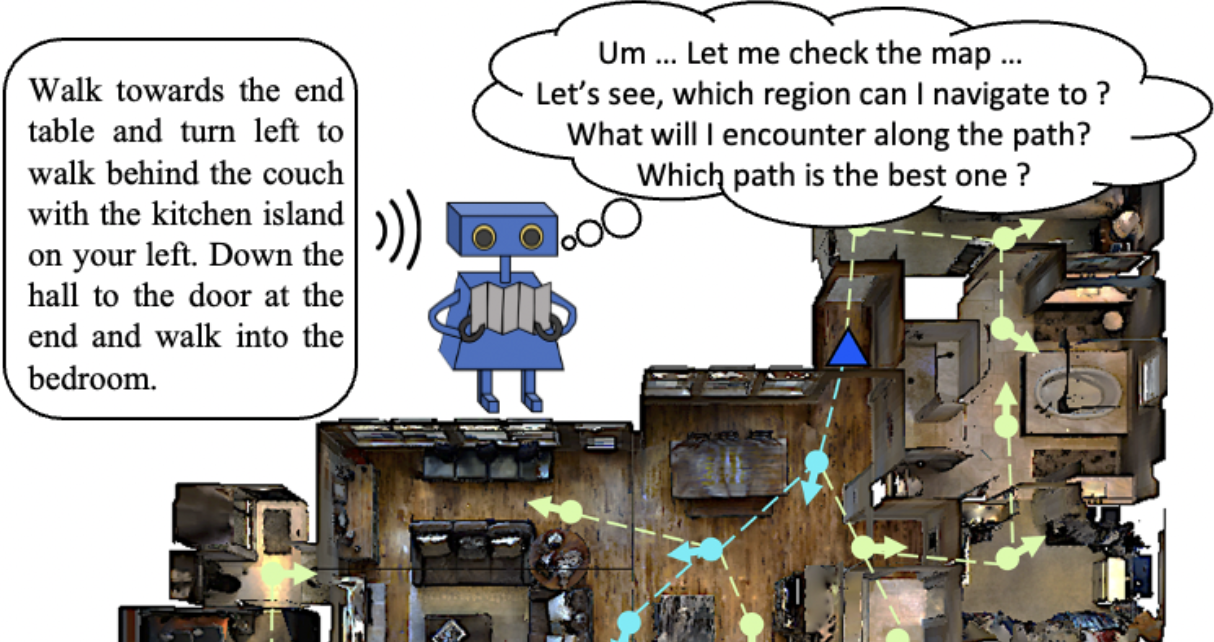 Walk towards the end
table and turn left to
walk behind the couch
with the kitchen island
on your left. Down the
hall to the door at the
end and walk into the
bedroom.
Um ... Let me check the map ...
Let's see, which region can I navigate to ?
What will I encounter along the path?
Which path is the best one ?